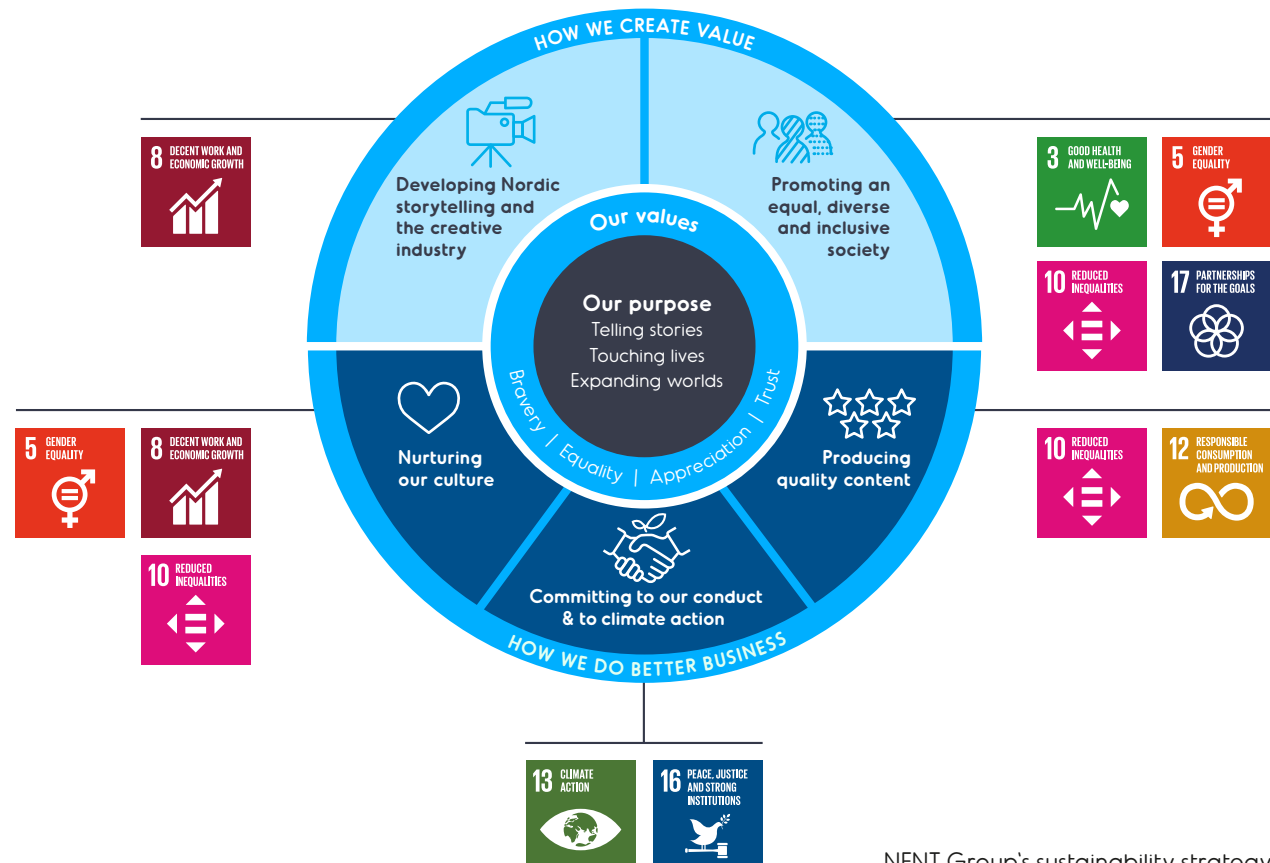 HOW WE CREATE VALUE
8 DECENT WORK AND
ECONOMIC GROWTH
Developing Nordic
storytelling and
the creative
industry
Promoting an
equal, diverse
and inclusive
society
3 GOOD HEALTH
AND WELL-BEING
5 GENDER
EQUALITY
10 REDUCED
INEQUALITIES
17 PARTNERSHIPS
FOR THE GOALS
Our values
Our purpose
Telling stories
Touching lives
Expanding worlds
Bravery | Equality | Appreciation | Trust
5 GENDER
EQUALITY
8 DECENT WORK AND
ECONOMIC GROWTH
10 REDUCED
INEQUALITIES
Nurturing
our culture
Producing
quality content
10 REDUCED
INEQUALITIES
12 RESPONSIBLE
CONSUMPTION
AND PRODUCTION
Committing to our conduct
& to climate action
HOW WE DO BETTER BUSINESS
13 CLIMATE
ACTION
16 PEACE, JUSTICE
AND STRONG
INSTITUTIONS
NENT Group's sustainability strategy